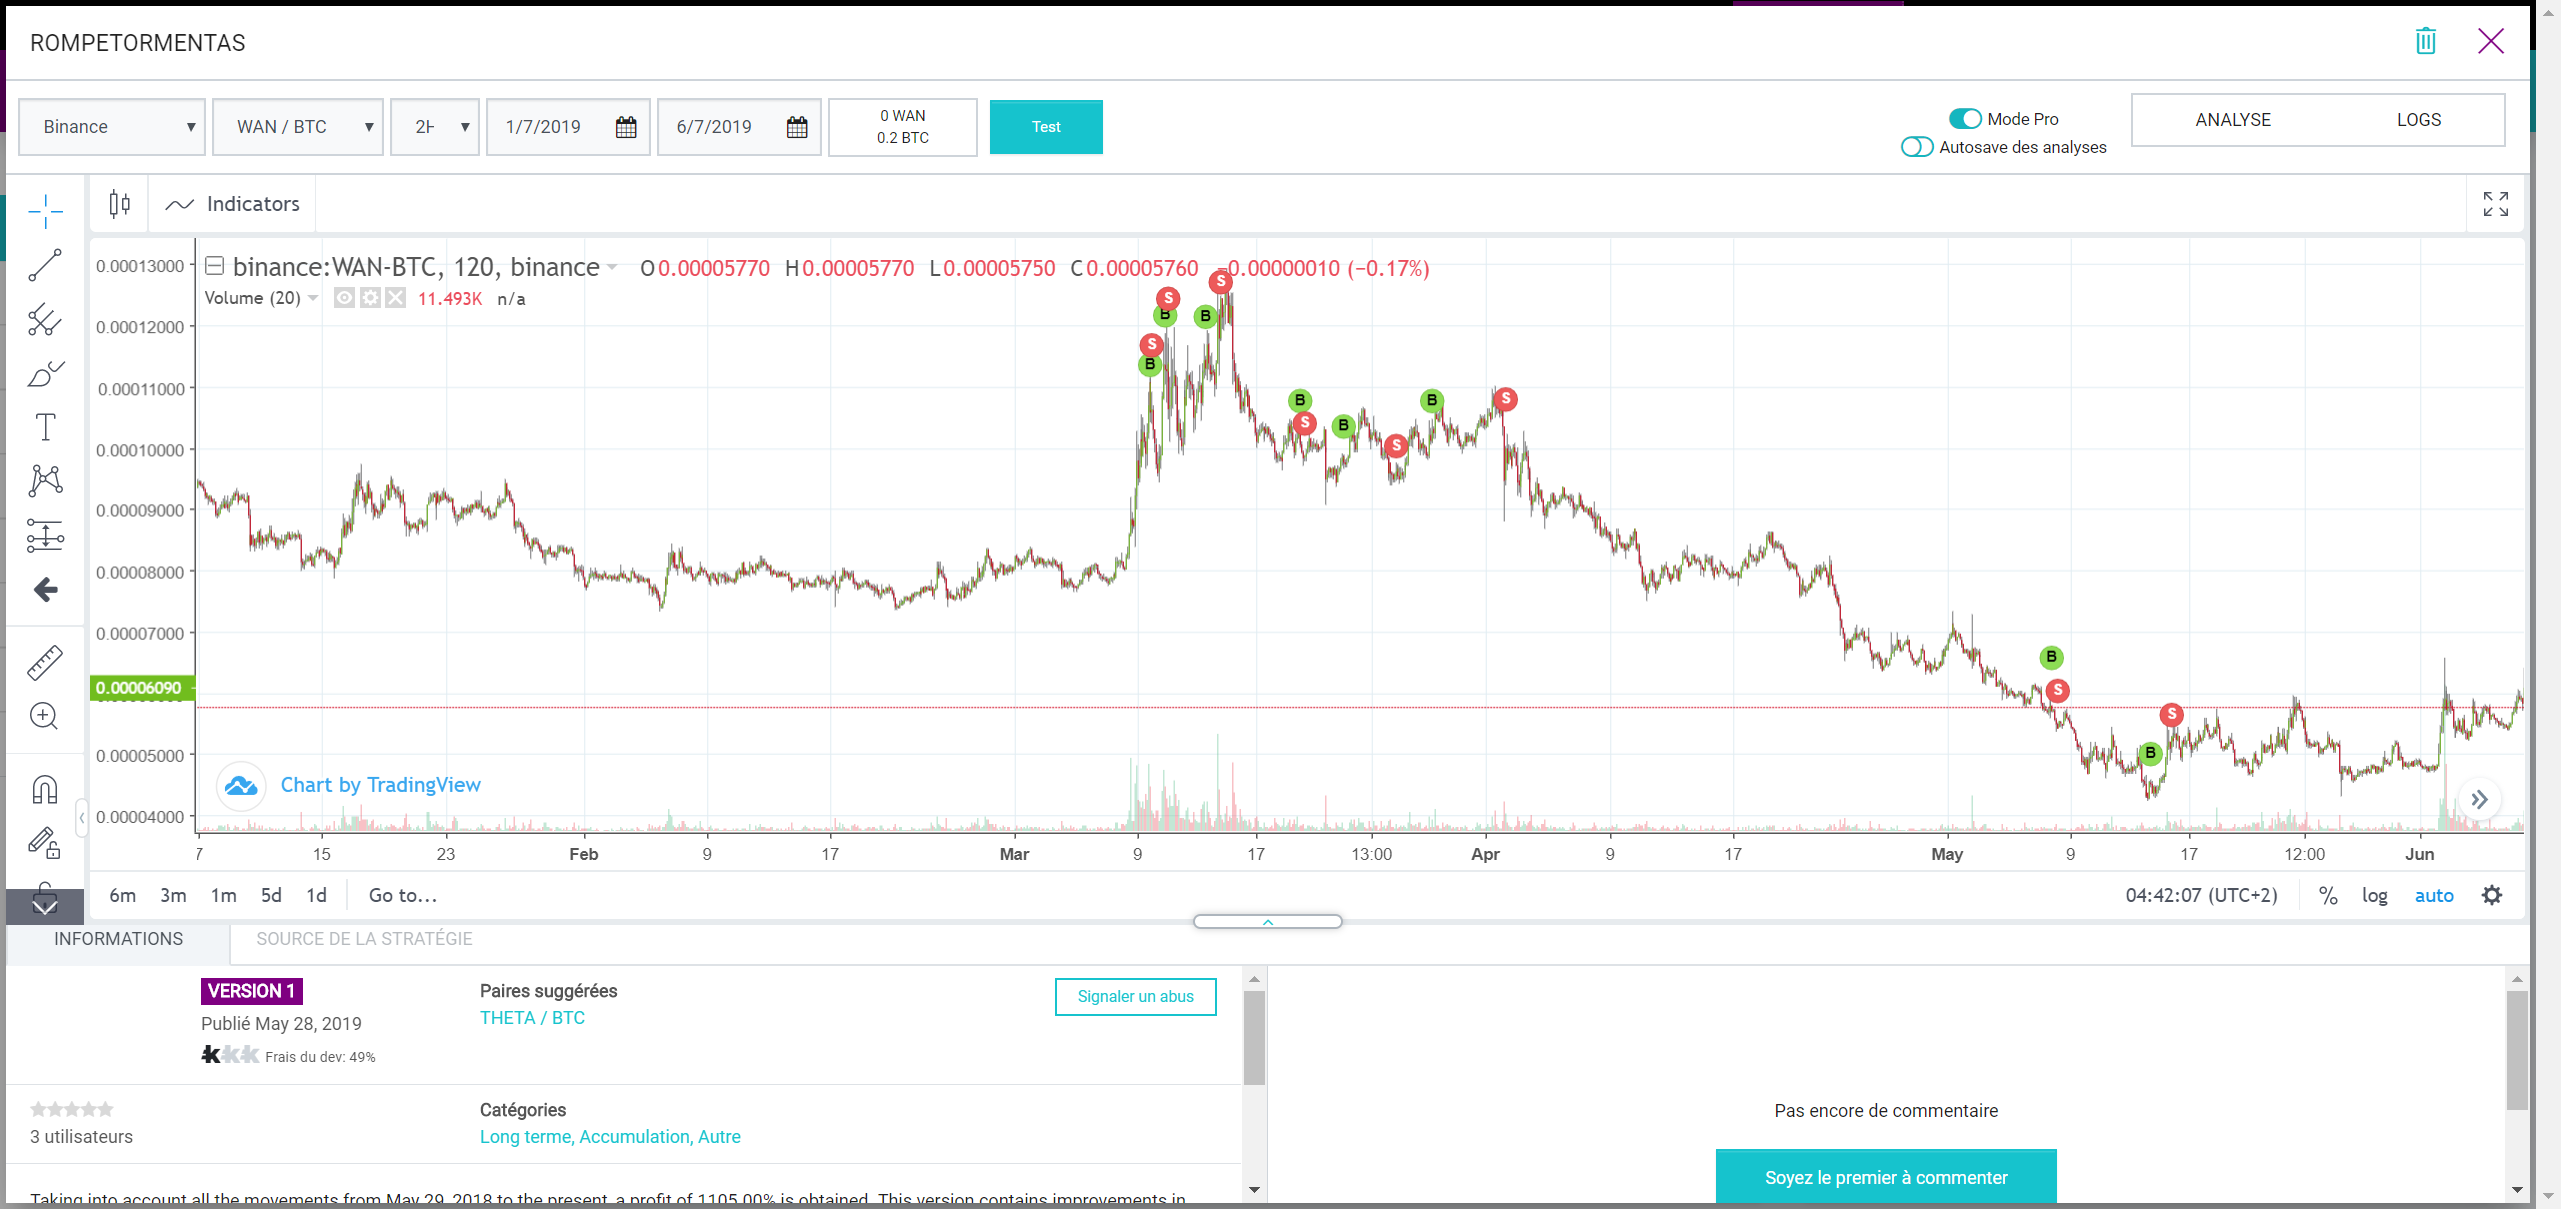 ROMPETORMENTAS
Binance
WAN / BTC
2H
1/7/2019
6/7/2019
0 WAN
0.2 BTC
Test
Mode Pro
Autosave des analyses
ANALYSE
LOGS
Indicators
binance:WAN-BTC, 120, binance O0.00005770 H0.00005770 L0.00005750 C0.00005760 −0.00000010 (−0.17%)
Volume (20) 11.493K n/a
0.00013000
0.00012000
0.00011000
0.00010000
0.00009000
0.00008000
0.00007000
0.00006090
0.00005000
0.00004000
S
B
S
B
B
S
B
S
B
S
B
S
B
S
B
S
Chart by TradingView
7 15 23 Feb 9 17 Mar 9 17 13:00 Apr 9 17 May 9 17 12:00 Jun
6m 3m 1m 5d 1d Go to...
04:42:07 (UTC+2) % log auto
INFORMATIONS
SOURCE DE LA STRATÉGIE
VERSION 1
Publié May 28, 2019
Frais du dev: 49%
Paires suggérées
THETA / BTC
Signaler un abus
3 utilisateurs
Catégories
Long terme, Accumulation, Autre
Taking into account all the movements from May 29, 2018 to the present, a profit of 1105.00% is obtained. This version contains improvements in
Pas encore de commentaire
Soyez le premier à commenter